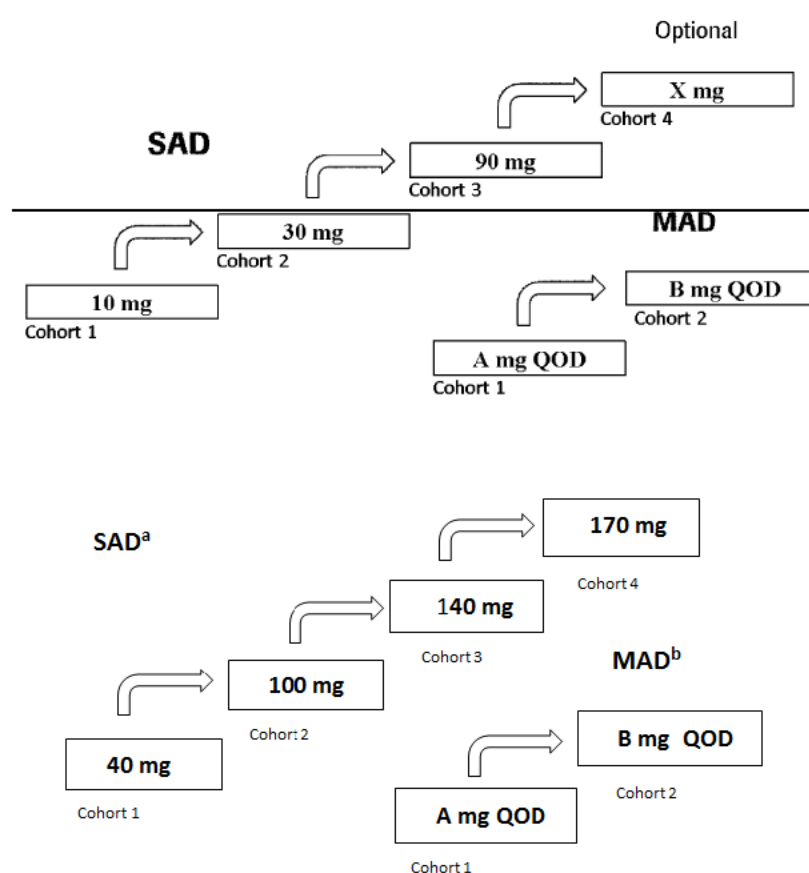 Optional
X mg
Cohort 4
SAD
90 mg
Cohort 3
30 mg
Cohort 2
MAD
10 mg
Cohort 1
B mg QOD
Cohort 2
A mg QOD
Cohort 1
SADᵃ
170 mg
Cohort 4
140 mg
Cohort 3
MADᵇ
100 mg
Cohort 2
B mg QOD
Cohort 2
40 mg
Cohort 1
A mg QOD
Cohort 1